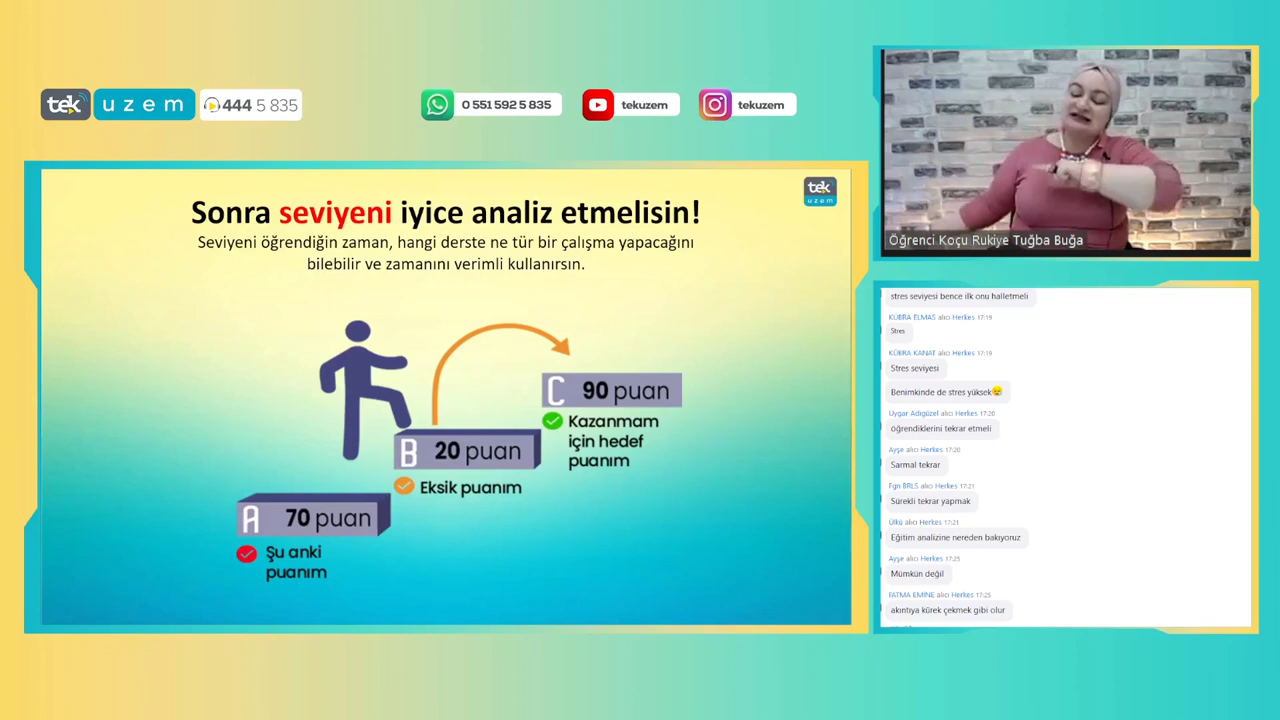 tek uzem 444 5 835
0 551 592 5 835
tekuzem
tekuzem
tek
uzem
Sonra seviyeni iyice analiz etmelisin!
Seviyeni öğrendiğin zaman, hangi derste ne tür bir çalışma yapacağını
bilebilir ve zamanını verimli kullanırsın.
C 90 puan
Kazanmam
için hedef
puanım
B 20 puan
Eksik puanım
A 70 puan
Şu anki
puanım
Öğrenci Koçu Rukiye Tuğba Buğa
stres seviyesi bence ilk onu halletmeli
KÜBRA ELMAS alıcı Herkes 17:19
Stres
KÜBRA KANAT alıcı Herkes 17:19
Stres seviyesi
Benimkinde de stres yüksek😥
Uygar Adıgüzel alıcı Herkes 17:20
öğrendiklerini tekrar etmeli
Ayşe alıcı Herkes 17:20
Sarmal tekrar
Fgn BRLS alıcı Herkes 17:21
Sürekli tekrar yapmak
Ülkü alıcı Herkes 17:21
Eğitim analizine nereden bakıyoruz
Ayşe alıcı Herkes 17:25
Mümkün değil
FATMA EMINE alıcı Herkes 17:25
akıntıya kürek çekmek gibi olur